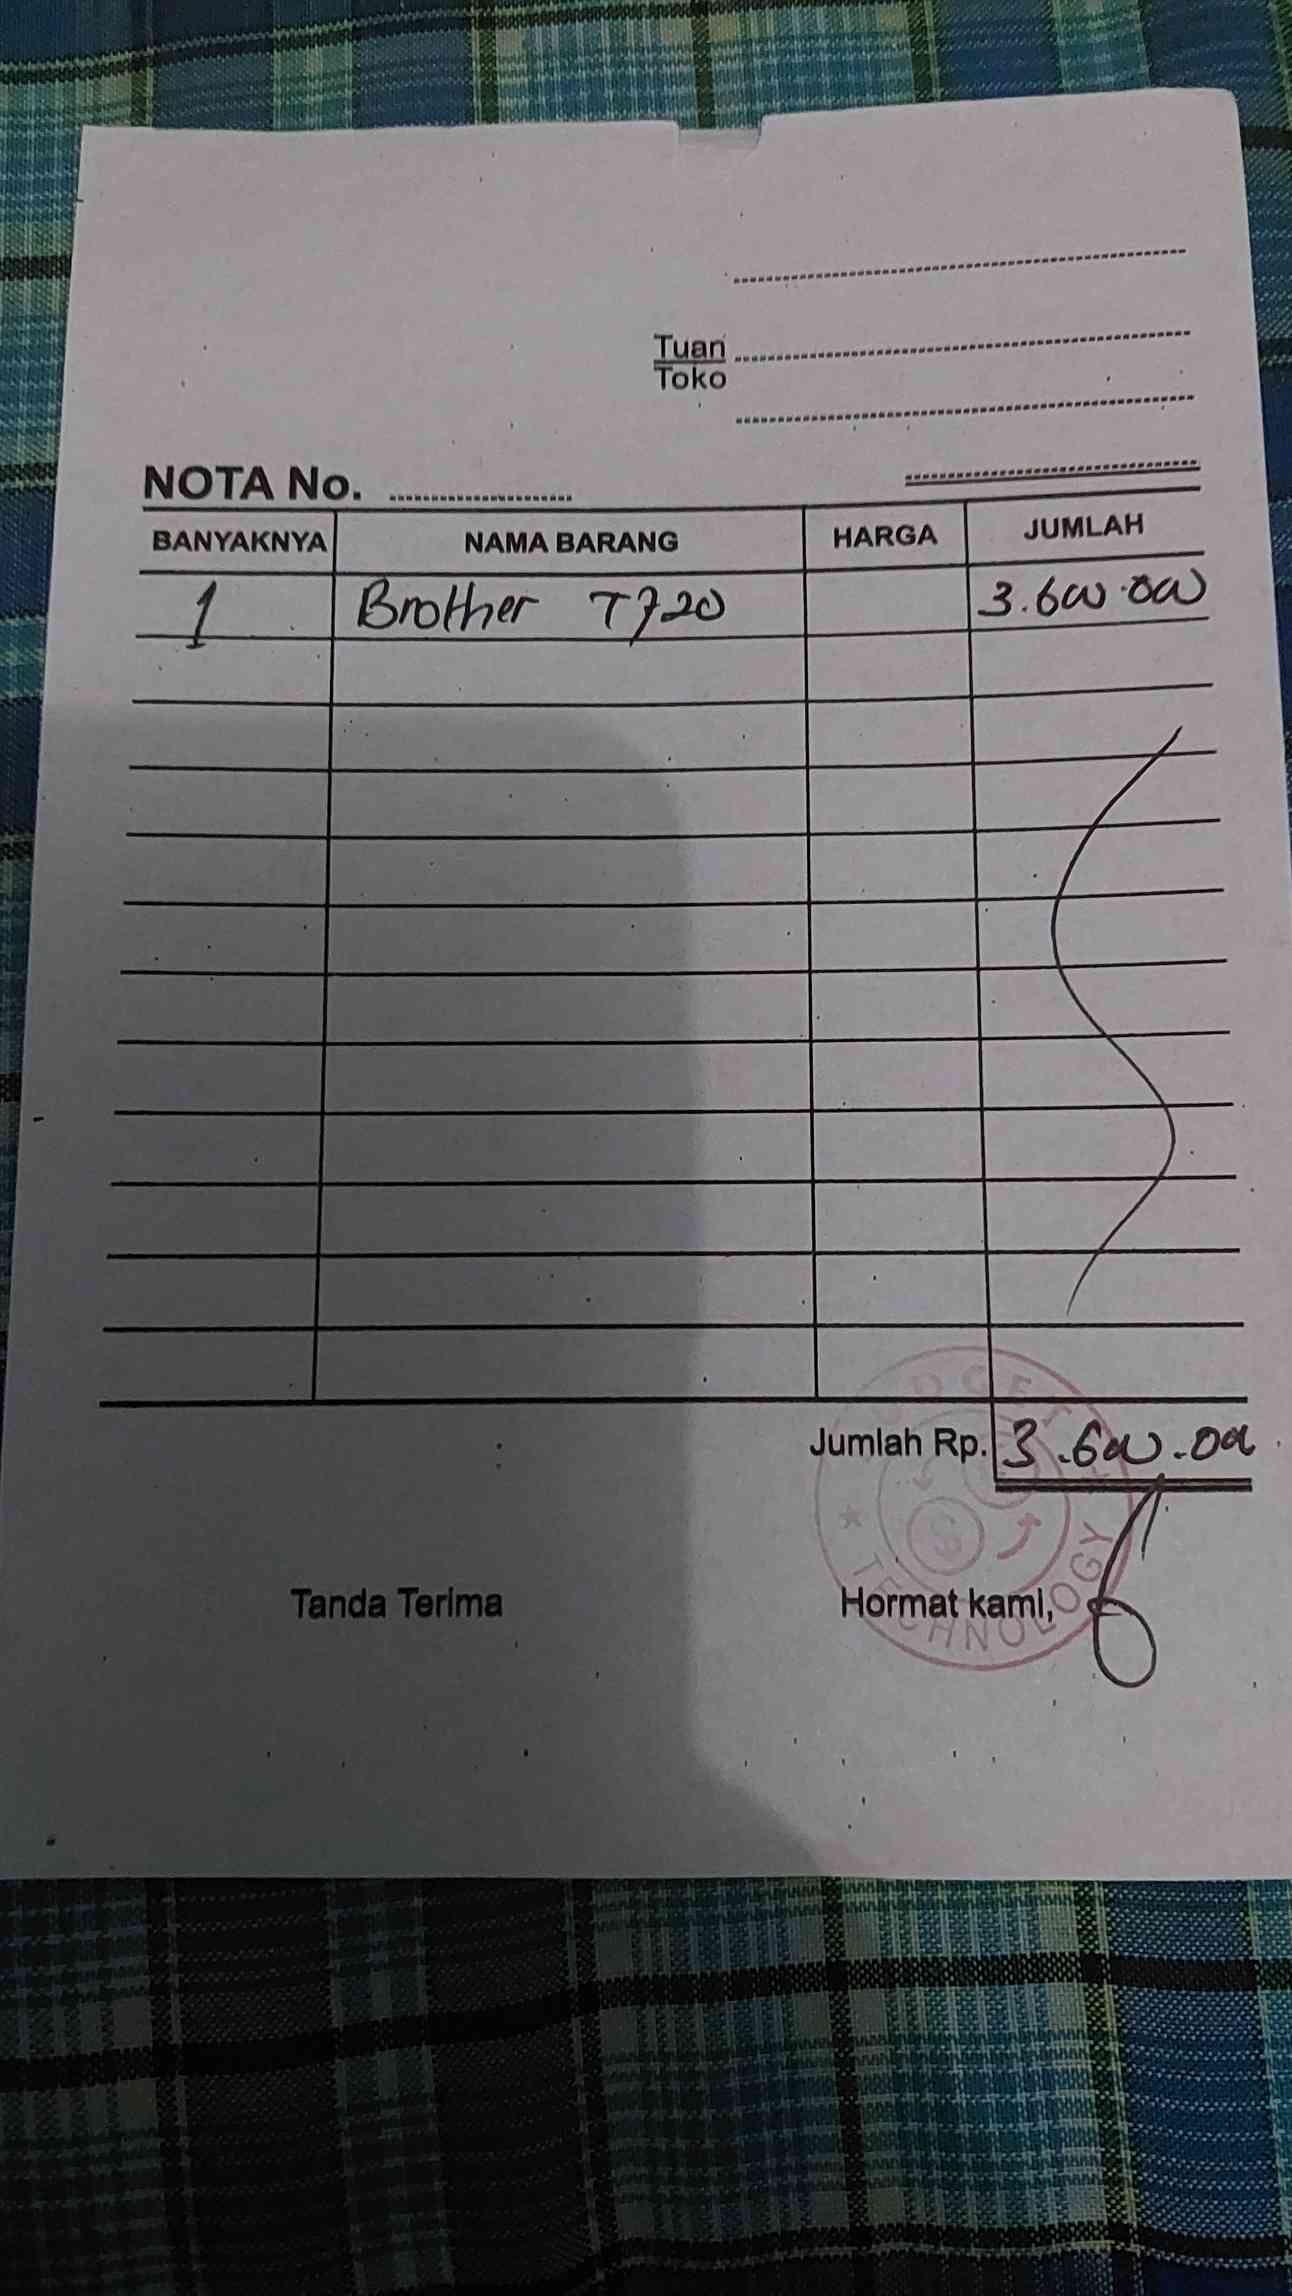 Tuan
Toko
NOTA No.
BANYAKNYA NAMA BARANG HARGA JUMLAH
1 Brother T720 3.600.000
Jumlah Rp. 3.600.000
Tanda Terima Hormat kami,
TECHNOLOGY